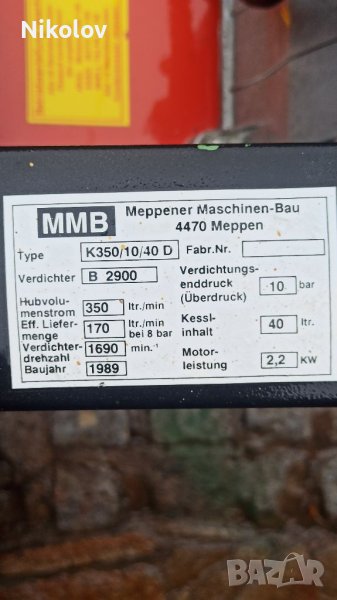 Nikolov
MMB Meppener Maschinen-Bau
4470 Meppen
Type K350/10/40 D Fabr.Nr.
Verdichter B 2900
Verdichtungs-
enddruck 10 bar
(Überdruck)
Hubvolu-
menstrom 350 ltr./min
Eff. Liefer-
menge 170 ltr./min
bei 8 bar
Kessl-
inhalt 40 ltr.
Verdichter-
drehzahl 1690 min.-¹
Baujahr 1989
Motor-
leistung 2,2 KW
BAZAR